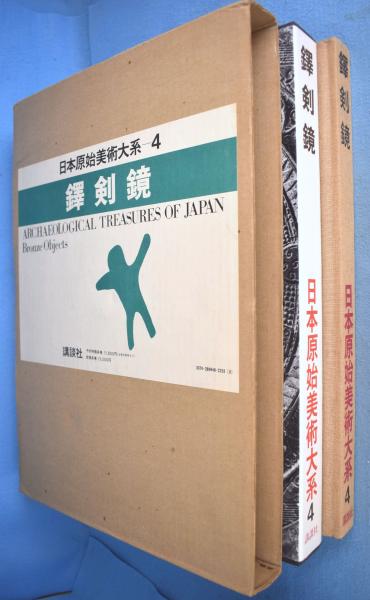 日本原始美術大系—4
鐸剣鏡
ARCHAEOLOGICAL TREASURES OF JAPAN
Bronze Objects
講談社
鐸剣鏡
日本原始美術大系4
講談社
鐸剣鏡
日本原始美術大系4